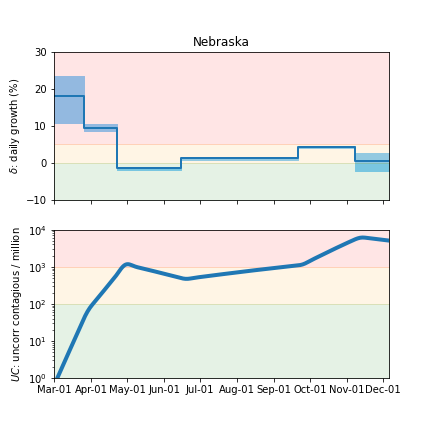 Nebraska
30
20
10
0
−10
δ: daily growth (%)
10⁴
10³
10²
10¹
10⁰
UC: uncorr contagious / million
Mar-01 Apr-01 May-01 Jun-01 Jul-01 Aug-01 Sep-01 Oct-01 Nov-01 Dec-01